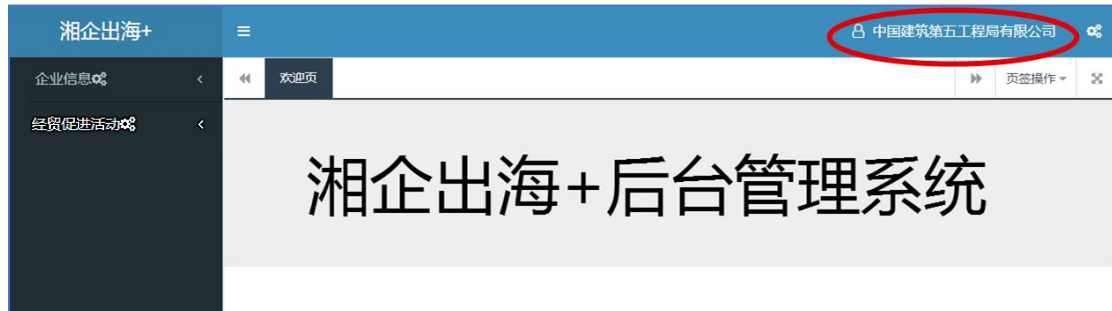 湘企出海+
中国建筑第五工程局有限公司
企业信息
欢迎页
页签操作
经贸促进活动
湘企出海+后台管理系统